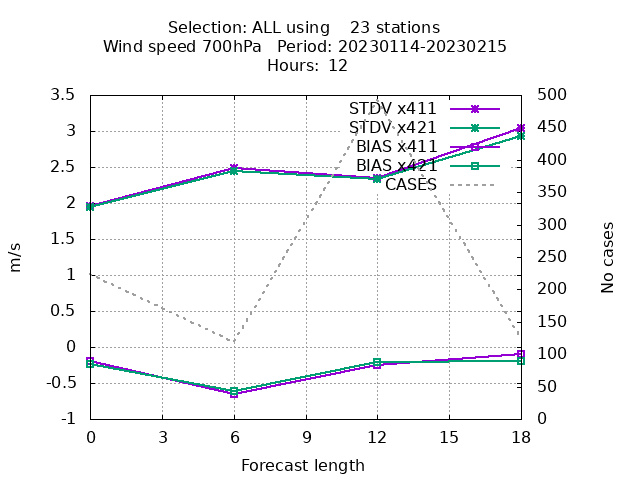 Selection: ALL using 23 stations
Wind speed 700hPa Period: 20230114-20230215
Hours: 12
3.5
3
2.5
2
1.5
1
0.5
0
-0.5
-1
m/s
STDV x411
STDV x421
BIAS x411
BIAS x421
CASES
500
450
400
350
300
250
200
150
100
50
0
No cases
0 3 6 9 12 15 18
Forecast length